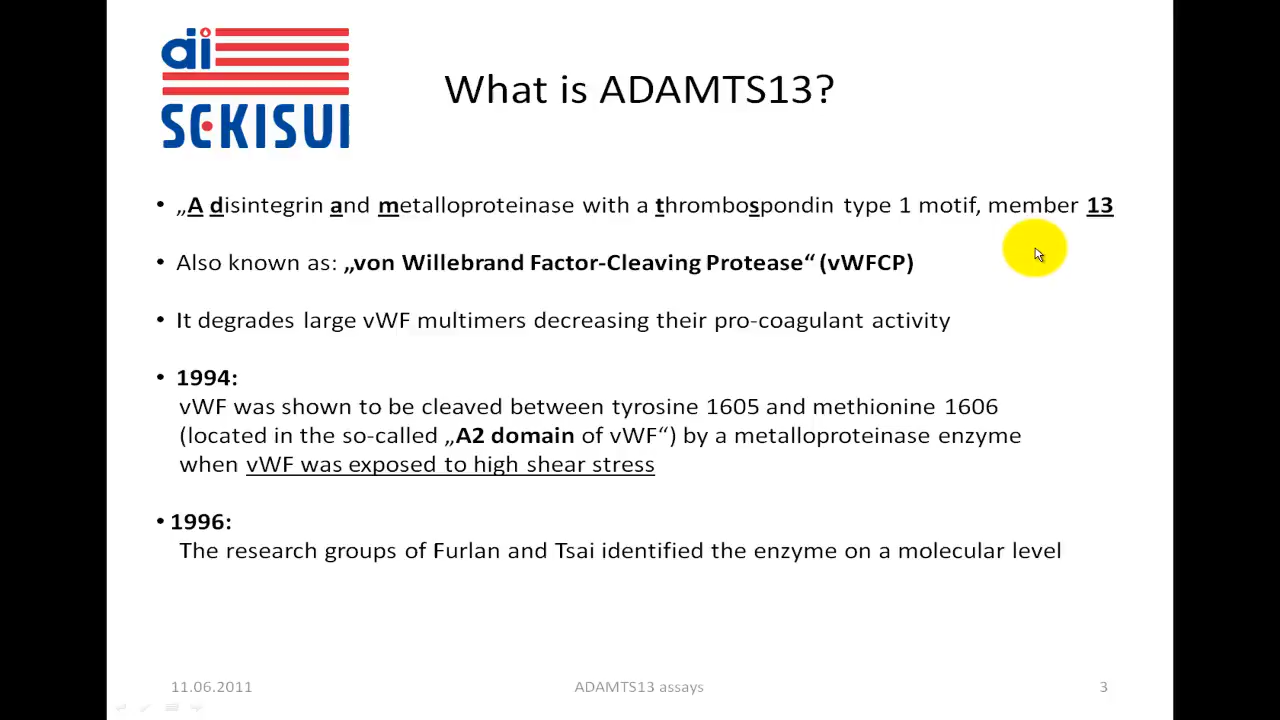 ai
SEKISUI
What is ADAMTS13?
• „A disintegrin and metalloproteinase with a thrombospondin type 1 motif, member 13
• Also known as: „von Willebrand Factor-Cleaving Protease“ (vWFCP)
• It degrades large vWF multimers decreasing their pro-coagulant activity
• 1994:
vWF was shown to be cleaved between tyrosine 1605 and methionine 1606
(located in the so-called „A2 domain of vWF“) by a metalloproteinase enzyme
when vWF was exposed to high shear stress
• 1996:
The research groups of Furlan and Tsai identified the enzyme on a molecular level
11.06.2011
ADAMTS13 assays
3